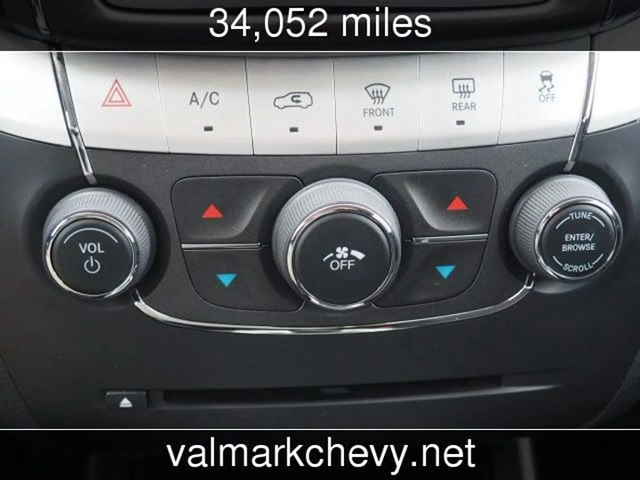 34,052 miles
A/C
FRONT
REAR
OFF
VOL
OFF
TUNE
ENTER/
BROWSE
SCROLL
valmarkchevy.net